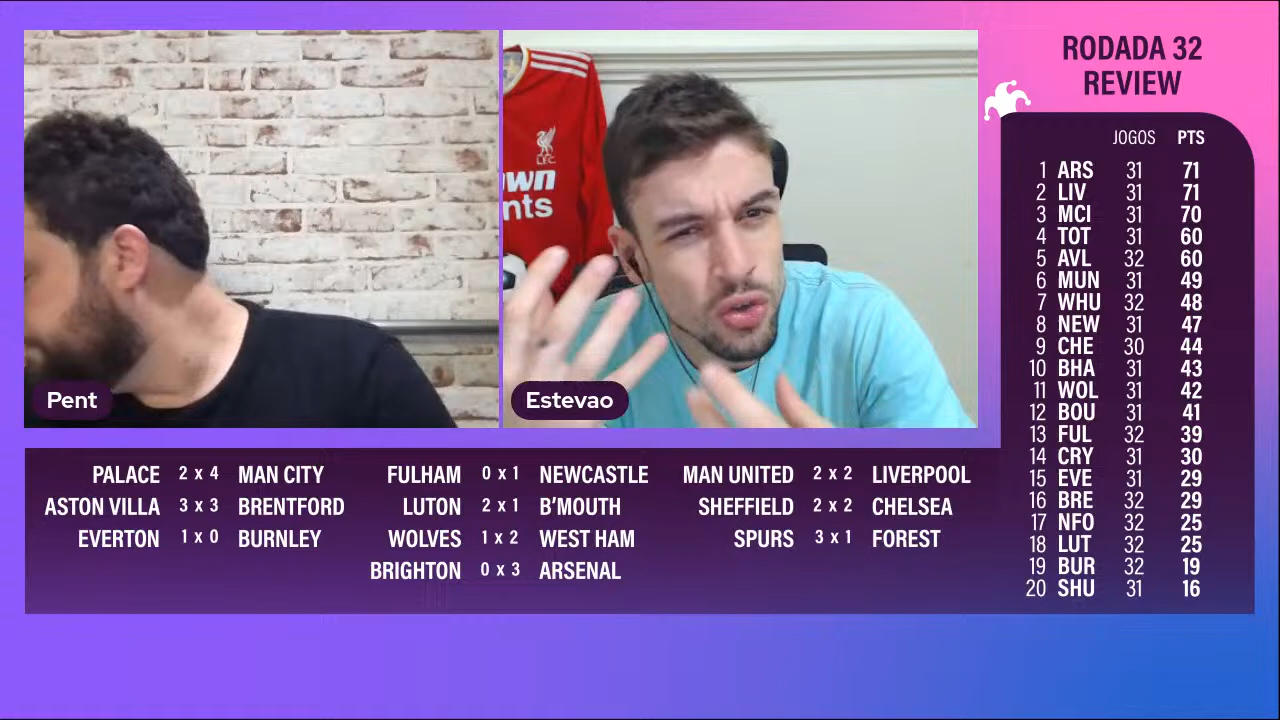 RODADA 32
REVIEW
LFC
wn
nts
Pent
Estevao
JOGOS PTS
1 ARS 31 71
2 LIV 31 71
3 MCI 31 70
4 TOT 31 60
5 AVL 32 60
6 MUN 31 49
7 WHU 32 48
8 NEW 31 47
9 CHE 30 44
10 BHA 31 43
11 WOL 31 42
12 BOU 31 41
13 FUL 32 39
14 CRY 31 30
15 EVE 31 29
16 BRE 32 29
17 NFO 32 25
18 LUT 32 25
19 BUR 32 19
20 SHU 31 16
PALACE 2 x 4 MAN CITY
ASTON VILLA 3 x 3 BRENTFORD
EVERTON 1 x 0 BURNLEY
FULHAM 0 x 1 NEWCASTLE
LUTON 2 x 1 B'MOUTH
WOLVES 1 x 2 WEST HAM
BRIGHTON 0 x 3 ARSENAL
MAN UNITED 2 x 2 LIVERPOOL
SHEFFIELD 2 x 2 CHELSEA
SPURS 3 x 1 FOREST